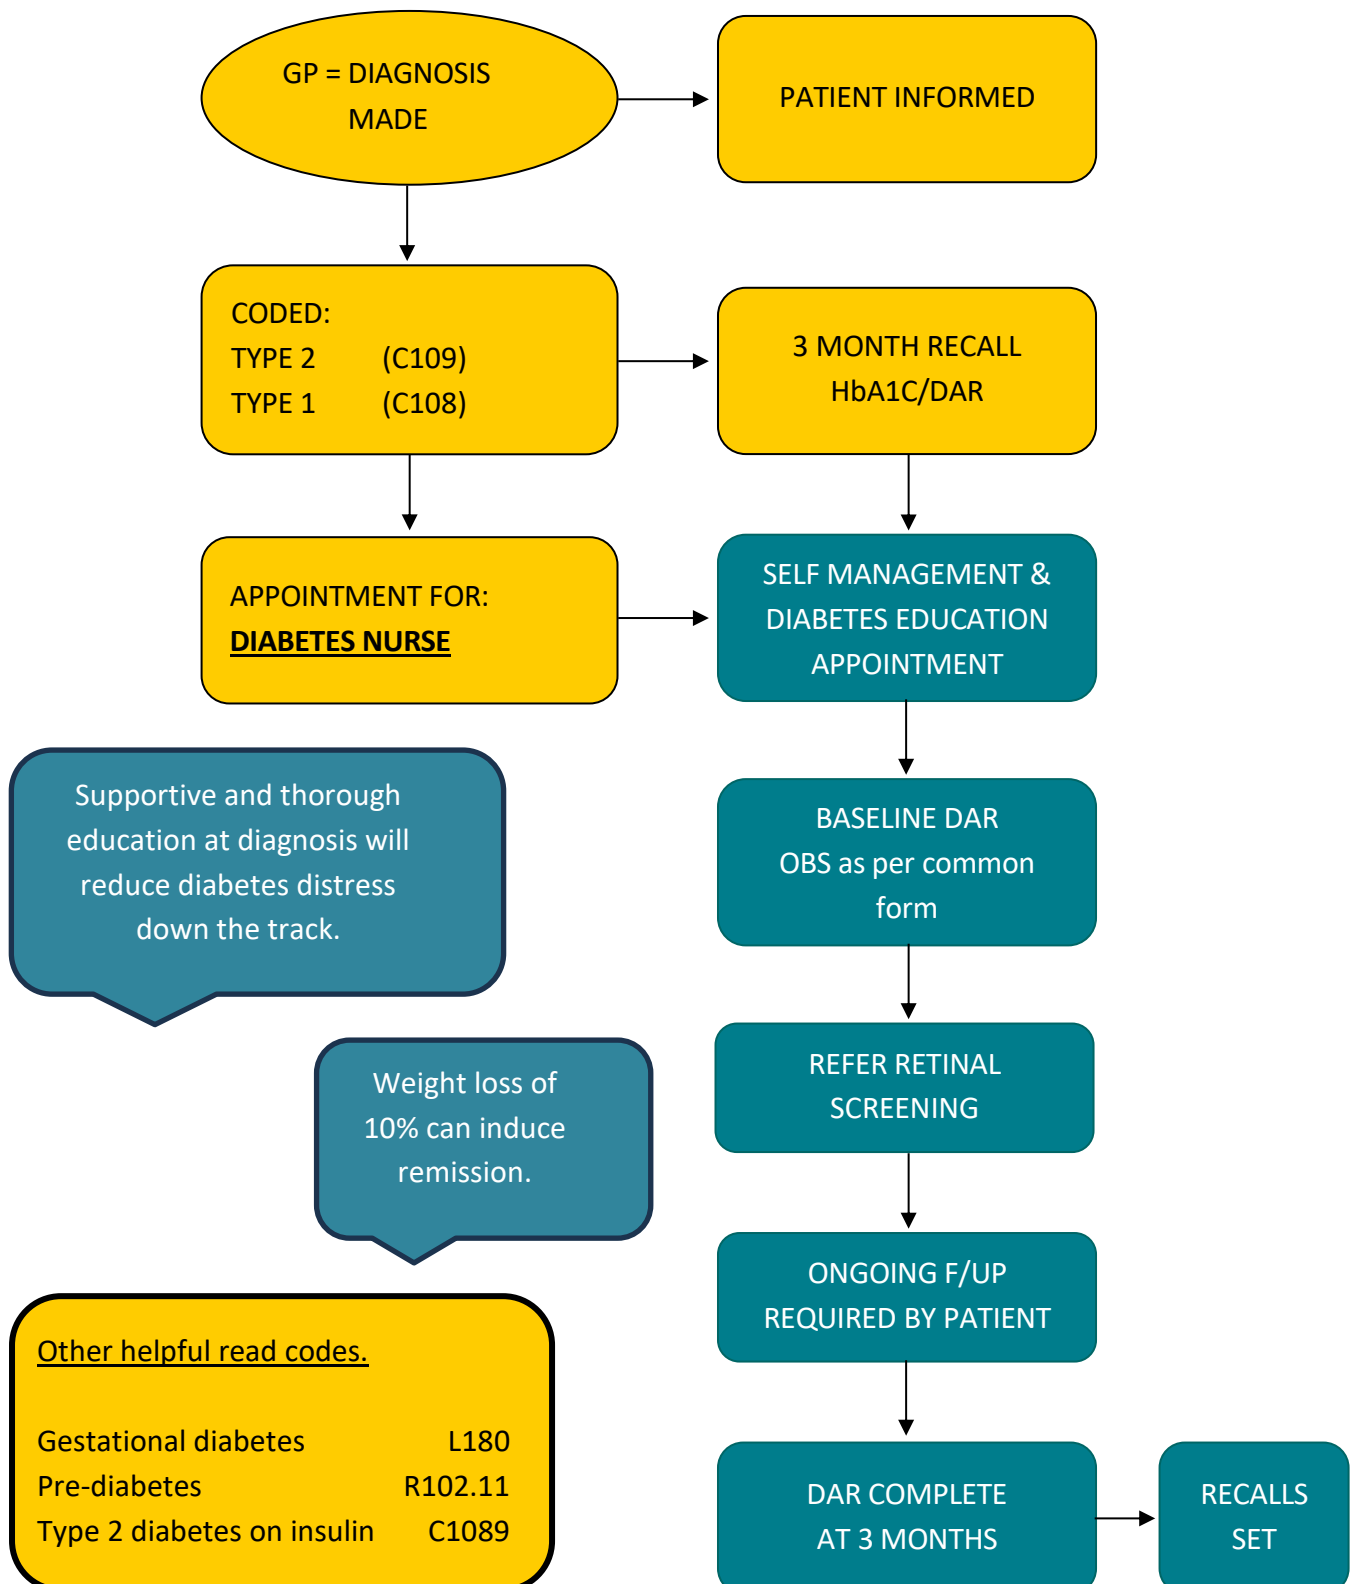 GP = DIAGNOSIS
MADE
PATIENT INFORMED
CODED:
TYPE 2 (C109)
TYPE 1 (C108)
3 MONTH RECALL
HbA1C/DAR
APPOINTMENT FOR:
DIABETES NURSE
SELF MANAGEMENT &
DIABETES EDUCATION
APPOINTMENT
Supportive and thorough
education at diagnosis will
reduce diabetes distress
down the track.
BASELINE DAR
OBS as per common
form
Weight loss of
10% can induce
remission.
REFER RETINAL
SCREENING
ONGOING F/UP
REQUIRED BY PATIENT
Other helpful read codes.
Gestational diabetes L180
Pre-diabetes R102.11
Type 2 diabetes on insulin C1089
DAR COMPLETE
AT 3 MONTHS
RECALLS
SET